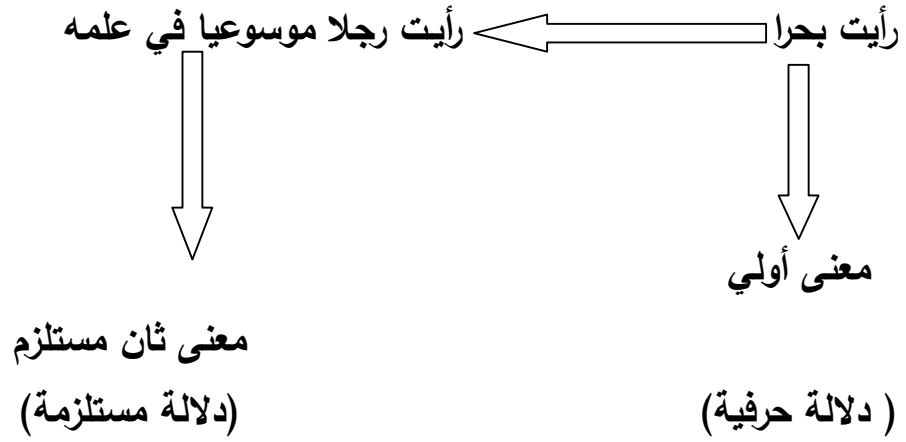 رأيت بحرا
رأيت رجلا موسوعيا في علمه
معنى أولي
معنى ثان مستلزم
( دلالة حرفية)
(دلالة مستلزمة)